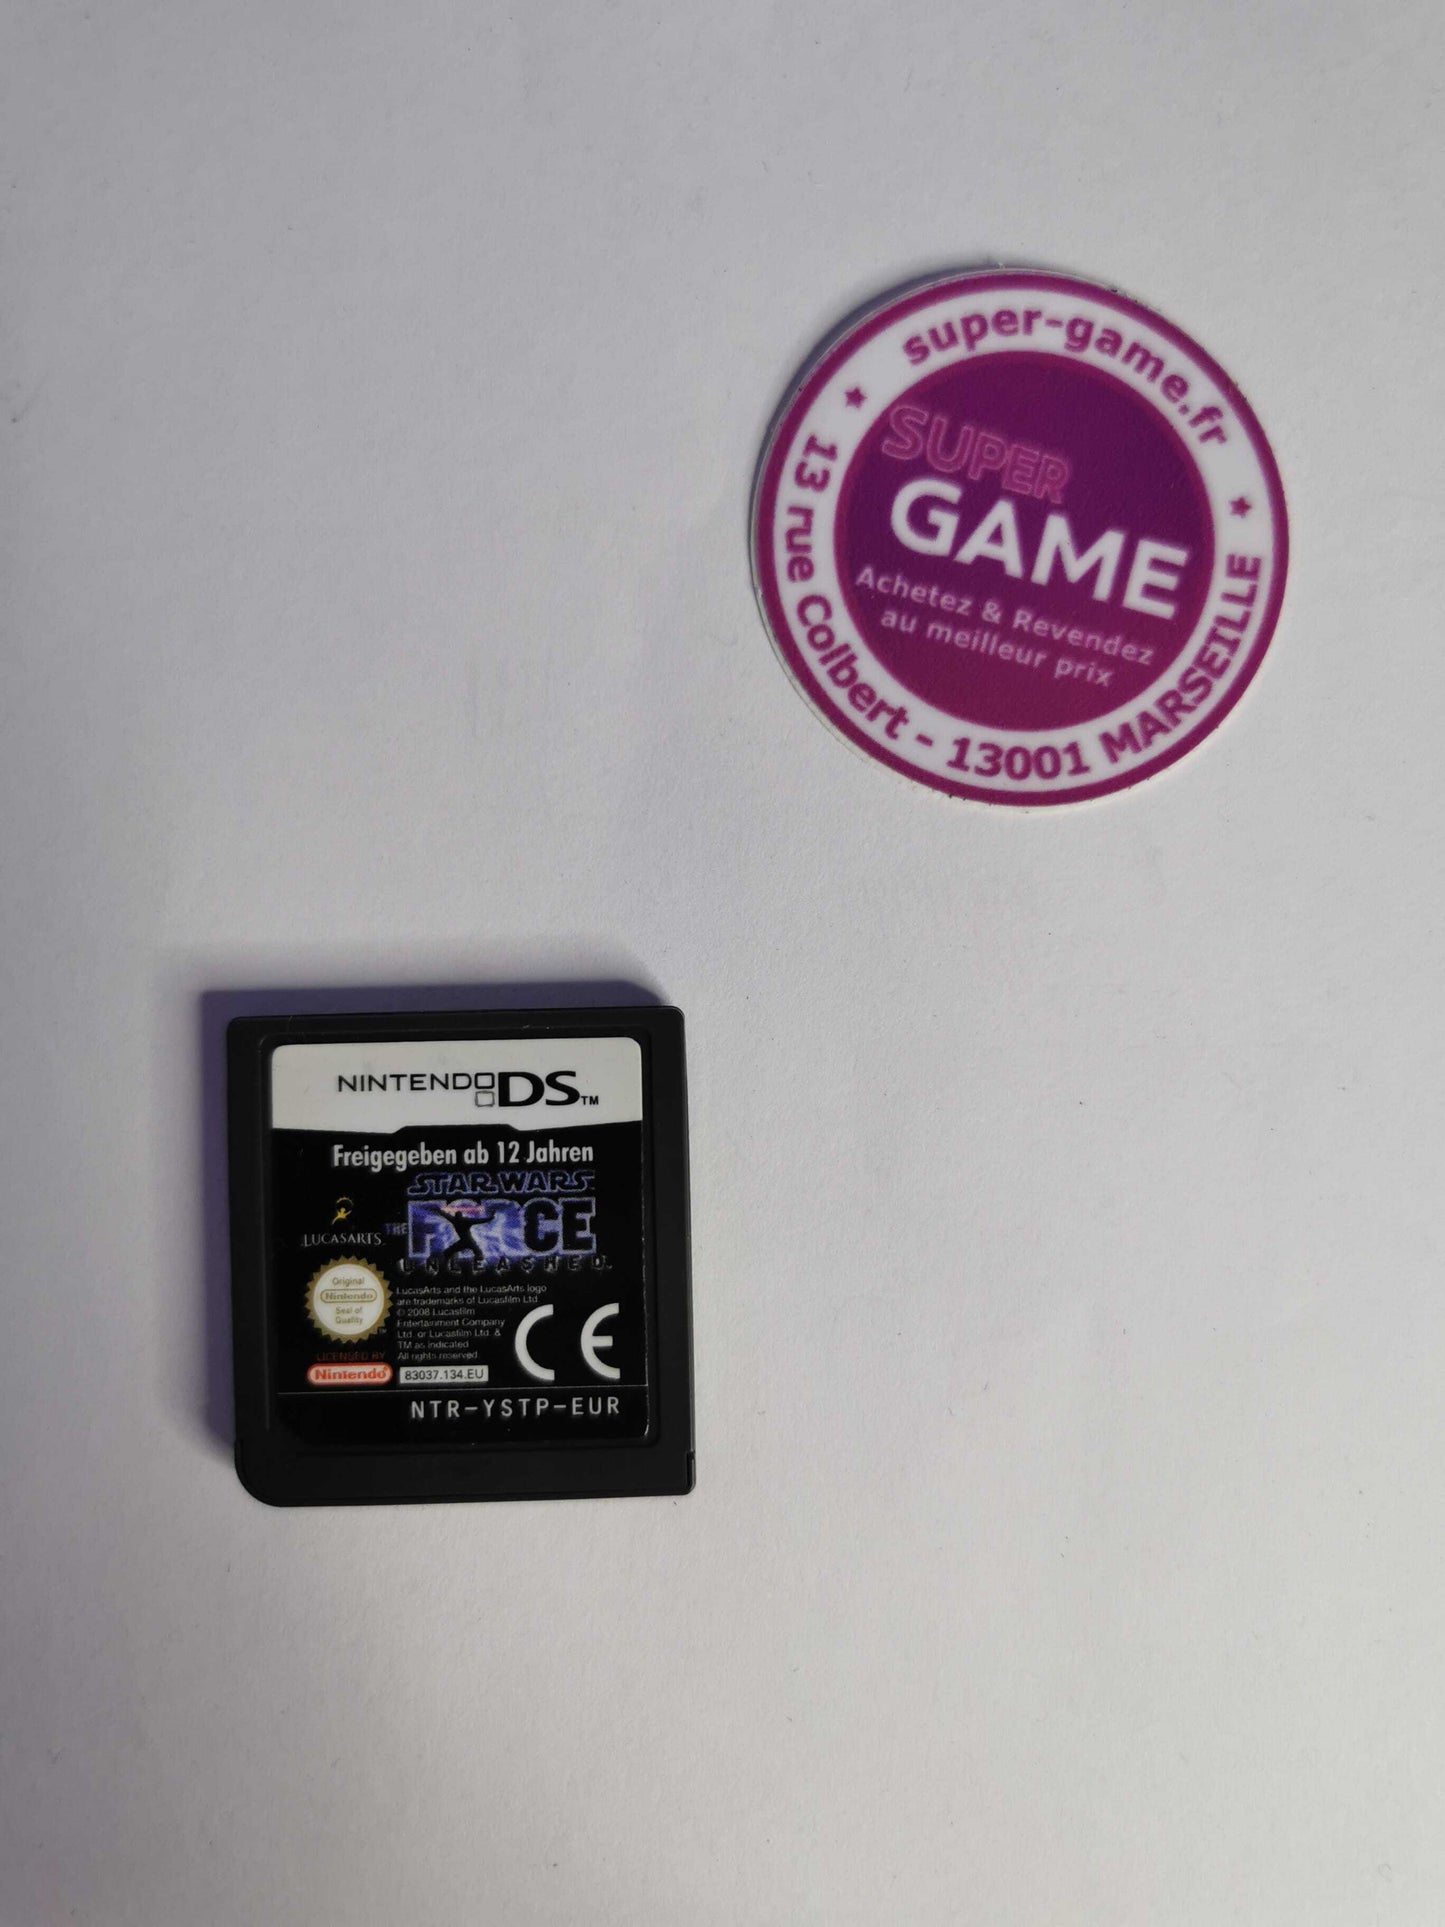 super-game.fr
SUPER
GAME
Achetez & Revendez
au meilleur prix
13 rue Colbert - 13001 MARSEILLE
NINTENDO DS™
Freigegeben ab 12 Jahren
STAR WARS
THE FORCE
UNLEASHED™
LUCASARTS
Original
Nintendo
Seal of
Quality
TM
LucasArts and the LucasArts logo
are trademarks of Lucasfilm Ltd.
© 2008 Lucasfilm
Entertainment Company
Ltd. or Lucasfilm Ltd. &
TM as indicated
All rights reserved.
LICENSED BY
Nintendo
83037.134.EU
CE
NTR-YSTP-EUR